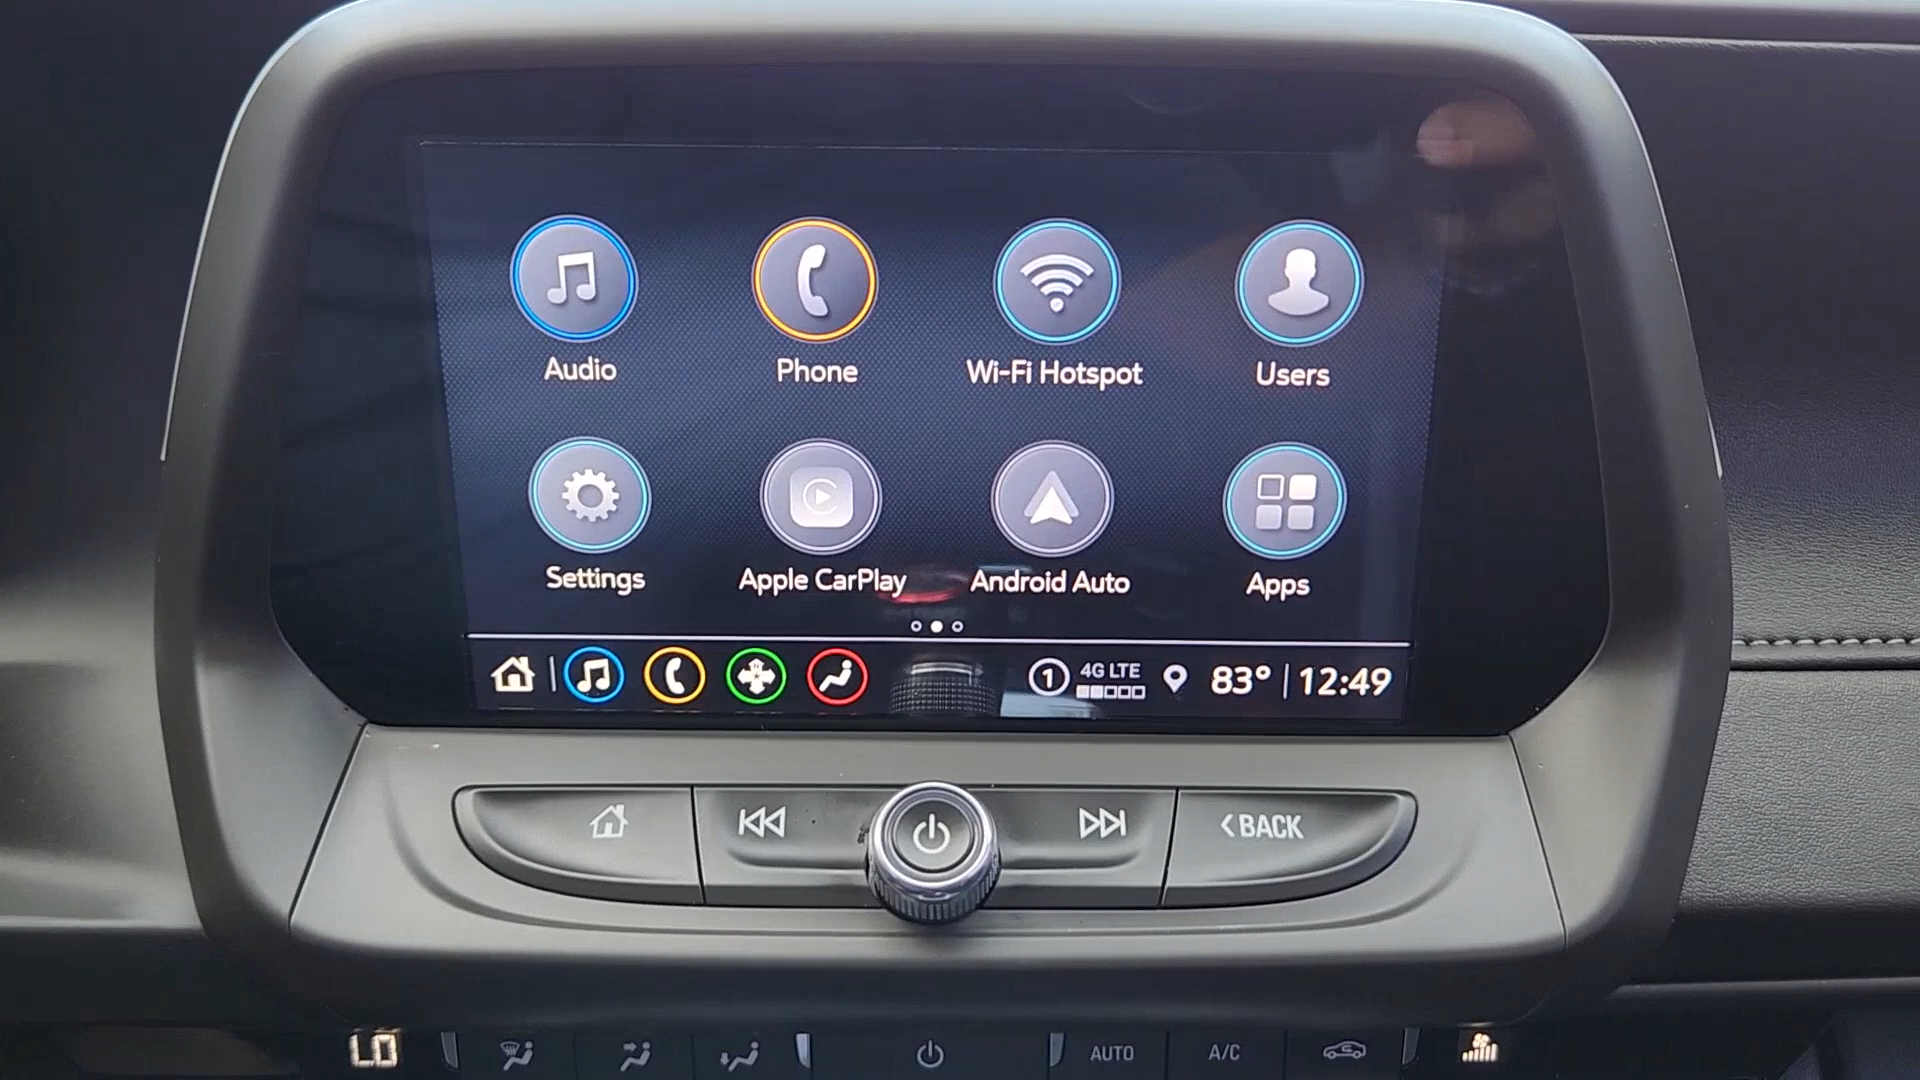 Audio Phone Wi-Fi Hotspot Users
Settings Apple CarPlay Android Auto Apps
1 4G LTE 83° 12:49
<BACK
LO AUTO A/C